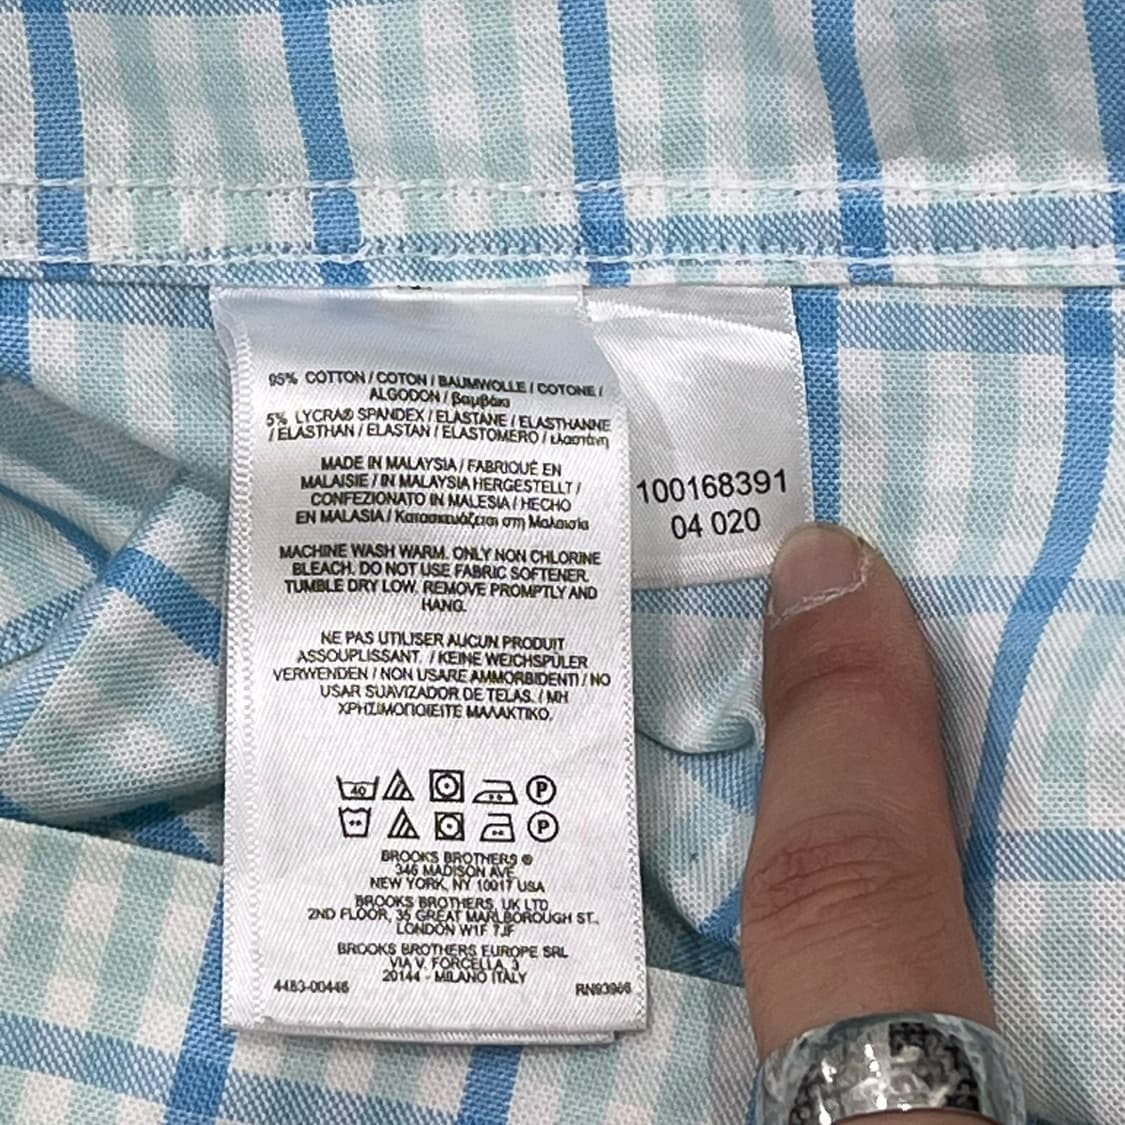 95% COTTON / COTON / BAUMWOLLE / COTONE /
ALGODON / βαμβάκι
5% LYCRA® SPANDEX / ELASTANE / ELASTHANNE
/ ELASTHAN / ELASTAN / ELASTOMERO / ελαστάνη
MADE IN MALAYSIA / FABRIQUÉ EN
MALAISIE / IN MALAYSIA HERGESTELLT /
CONFEZIONATO IN MALESIA / HECHO
EN MALASIA / Κατασκευάζεται στη Μαλαισία
MACHINE WASH WARM. ONLY NON CHLORINE
BLEACH. DO NOT USE FABRIC SOFTENER.
TUMBLE DRY LOW. REMOVE PROMPTLY AND
HANG.
NE PAS UTILISER AUCUN PRODUIT
ASSOUPLISSANT. / KEINE WEICHSPÜLER
VERWENDEN / NON USARE AMMORBIDENTI / NO
USAR SUAVIZADOR DE TELAS. / ΜΗ
ΧΡΗΣΙΜΟΠΟΙΕΙΤΕ ΜΑΛΑΚΤΙΚΟ.
40 P
P
BROOKS BROTHERS ®
346 MADISON AVE.
NEW YORK, NY 10017 USA
BROOKS BROTHERS, UK LTD
2ND FLOOR, 35 GREAT MARLBOROUGH ST.,
LONDON W1F 7JF
BROOKS BROTHERS EUROPE SRL
VIA V. FORCELLA, 3
20144 - MILANO ITALY
4483-00446 RN93966
100168391
04 020